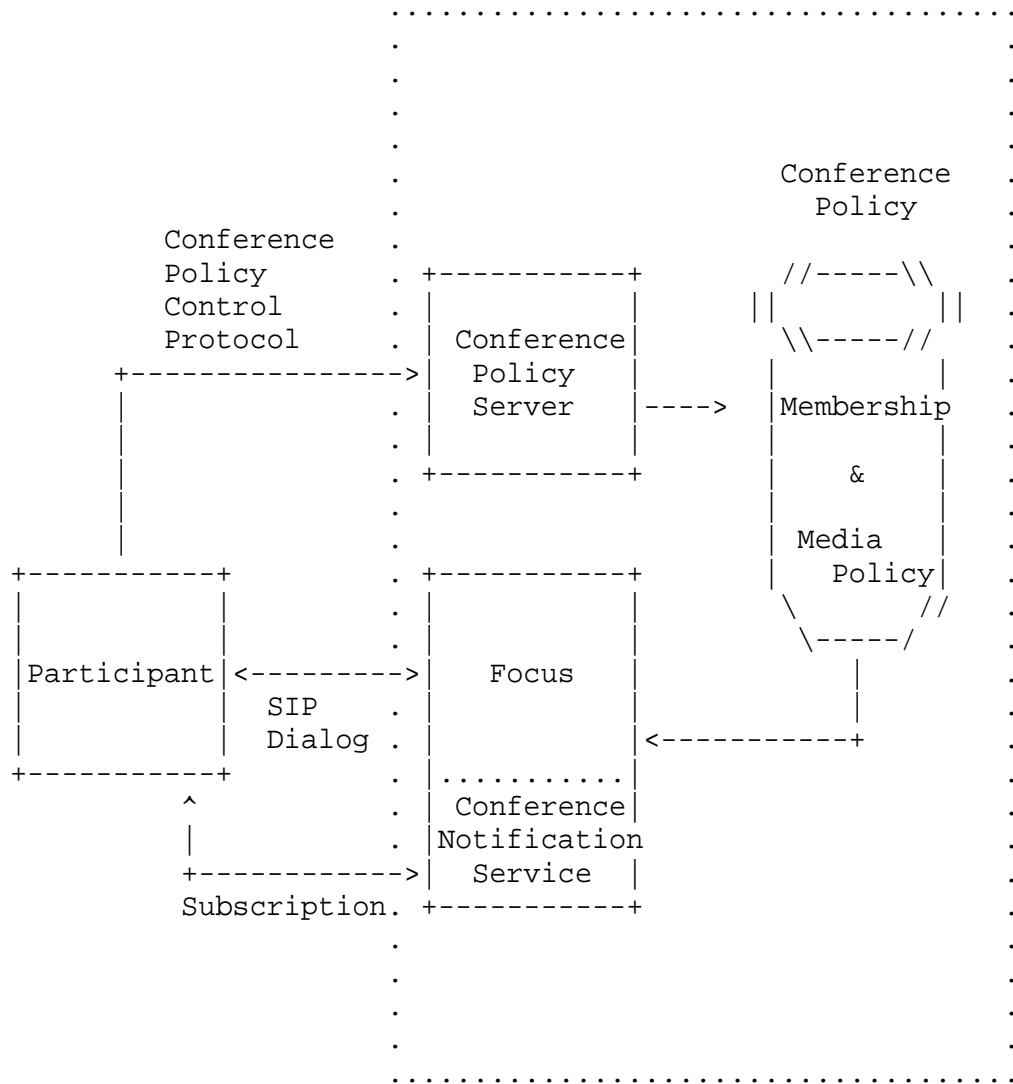 Conference
Policy
Conference
Policy
Control
Protocol
Conference
Policy
Server
Membership
&
Media
Policy
Participant
SIP
Dialog
Focus
Conference
Notification
Service
Subscription